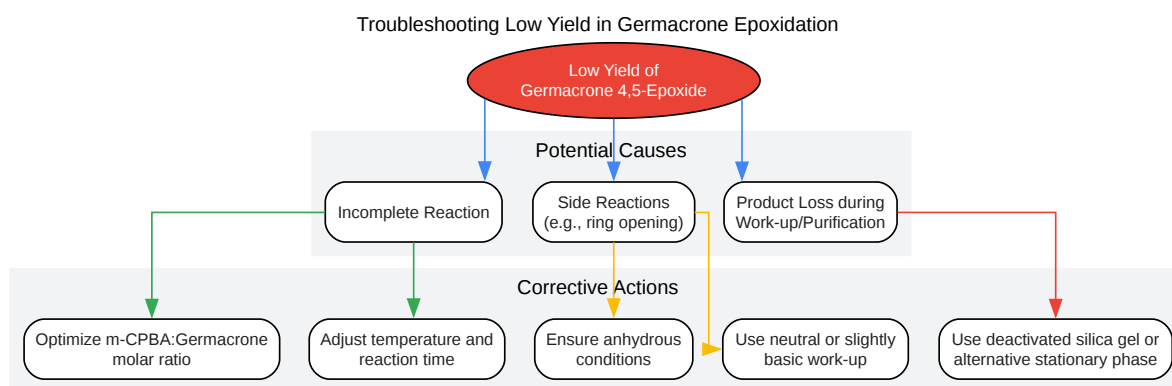 Troubleshooting Low Yield in Germacrone Epoxidation
Low Yield of
Germacrone 4,5-Epoxide
Potential Causes
Incomplete Reaction
Side Reactions
(e.g., ring opening)
Product Loss during
Work-up/Purification
Corrective Actions
Optimize m-CPBA:Germacrone
molar ratio
Adjust temperature and
reaction time
Ensure anhydrous
conditions
Use neutral or slightly
basic work-up
Use deactivated silica gel or
alternative stationary phase